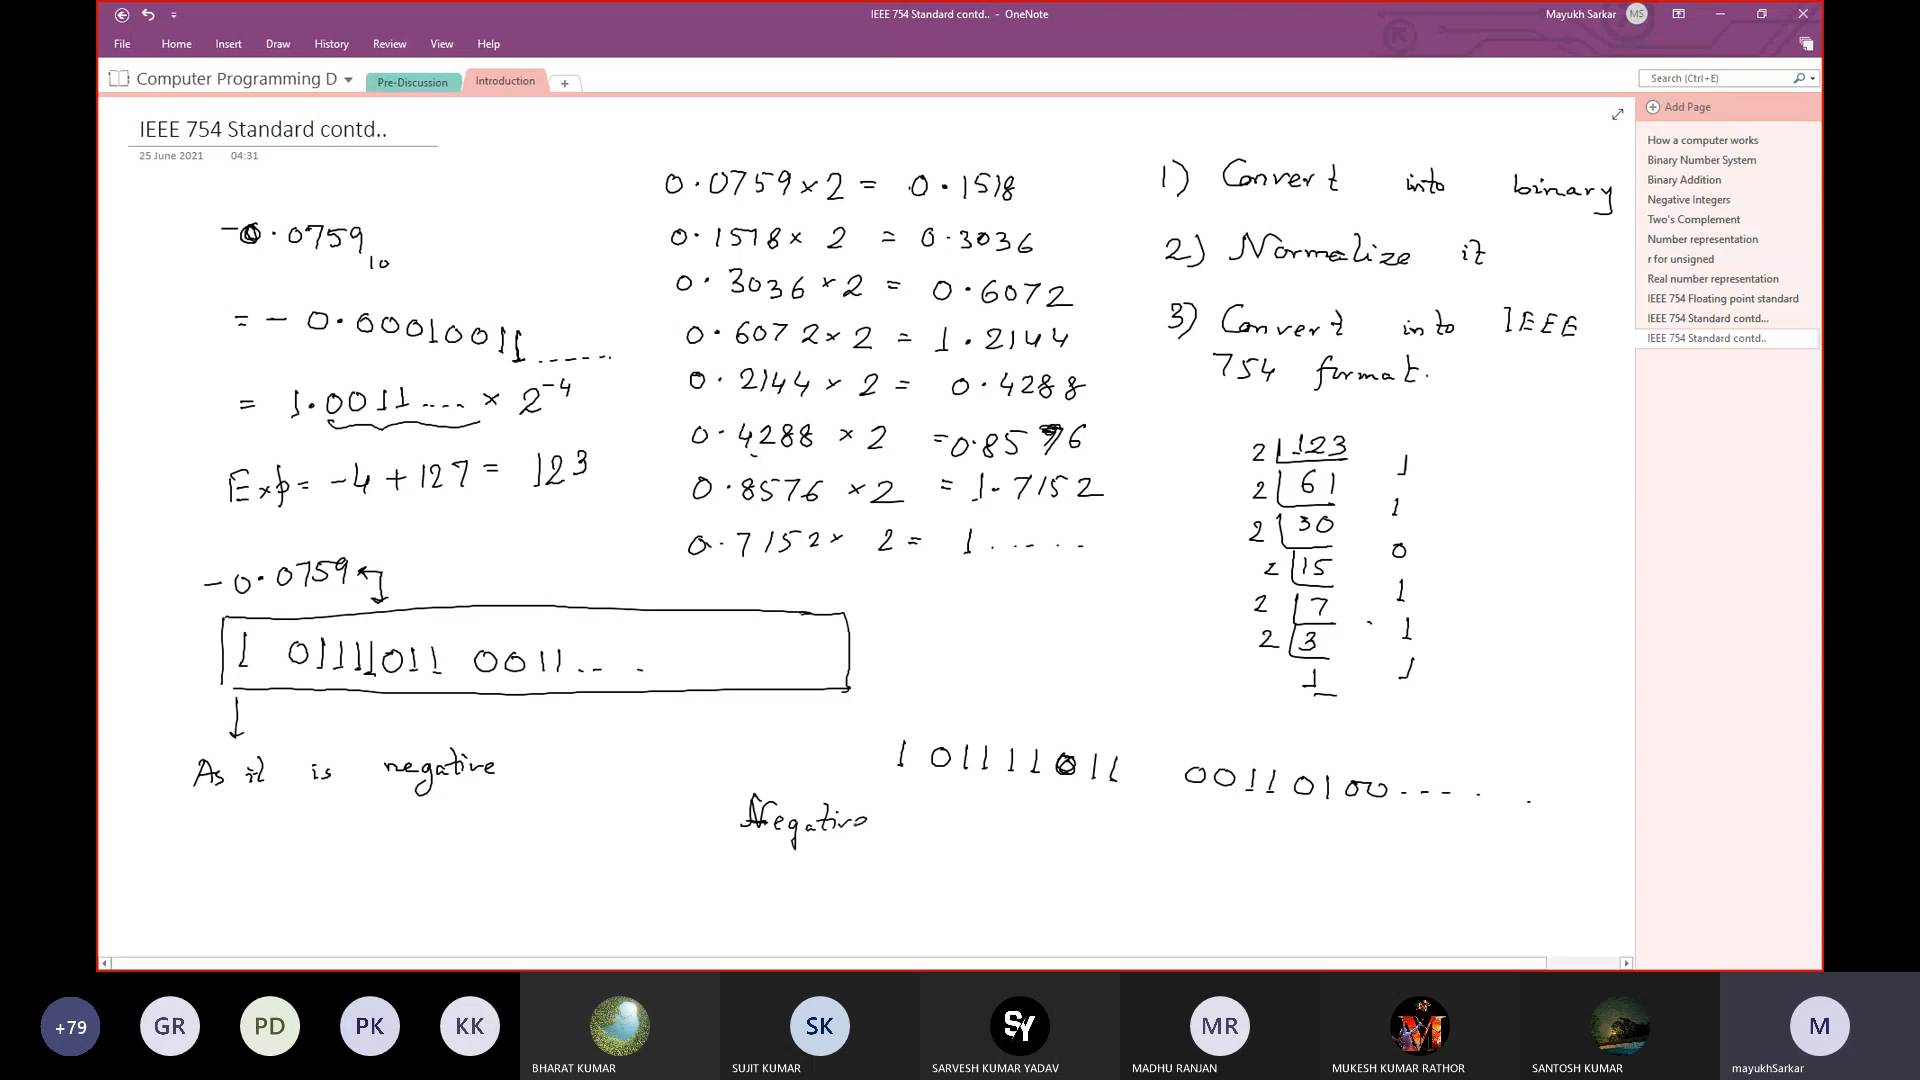 IEEE 754 Standard contd.. - OneNote
Mayukh Sarkar MS
File Home Insert Draw History Review View Help
Computer Programming D Pre-Discussion Introduction +
Search (Ctrl+E)
IEEE 754 Standard contd..
25 June 2021 04:31
-0.0759₁₀
= - 0.00010011.......
= 1.0011.... × 2⁻⁴
Exp = -4 + 127 = 123
-0.0759
1 01111011 0011... .
As it is negative
0.0759 × 2 = 0.1518
0.1518 × 2 = 0.3036
0.3036 × 2 = 0.6072
0.6072 × 2 = 1.2144
0.2144 × 2 = 0.4288
0.4288 × 2 = 0.8576
0.8576 × 2 = 1.7152
0.7152 × 2 = 1 . . . . .
1) Convert into binary
2) Normalize it
3) Convert into IEEE
754 format.
2 123 1
2 61 1
2 30 0
2 15 1
2 7 1
2 3 1
1
1 01111011 00110100---- . .
Negative
Add Page
How a computer works
Binary Number System
Binary Addition
Negative Integers
Two's Complement
Number representation
r for unsigned
Real number representation
IEEE 754 Floating point standard
IEEE 754 Standard contd...
IEEE 754 Standard contd..
+79 GR PD PK KK SK SY MR M M
BHARAT KUMAR SUJIT KUMAR SARVESH KUMAR YADAV MADHU RANJAN MUKESH KUMAR RATHOR SANTOSH KUMAR mayukhSarkar